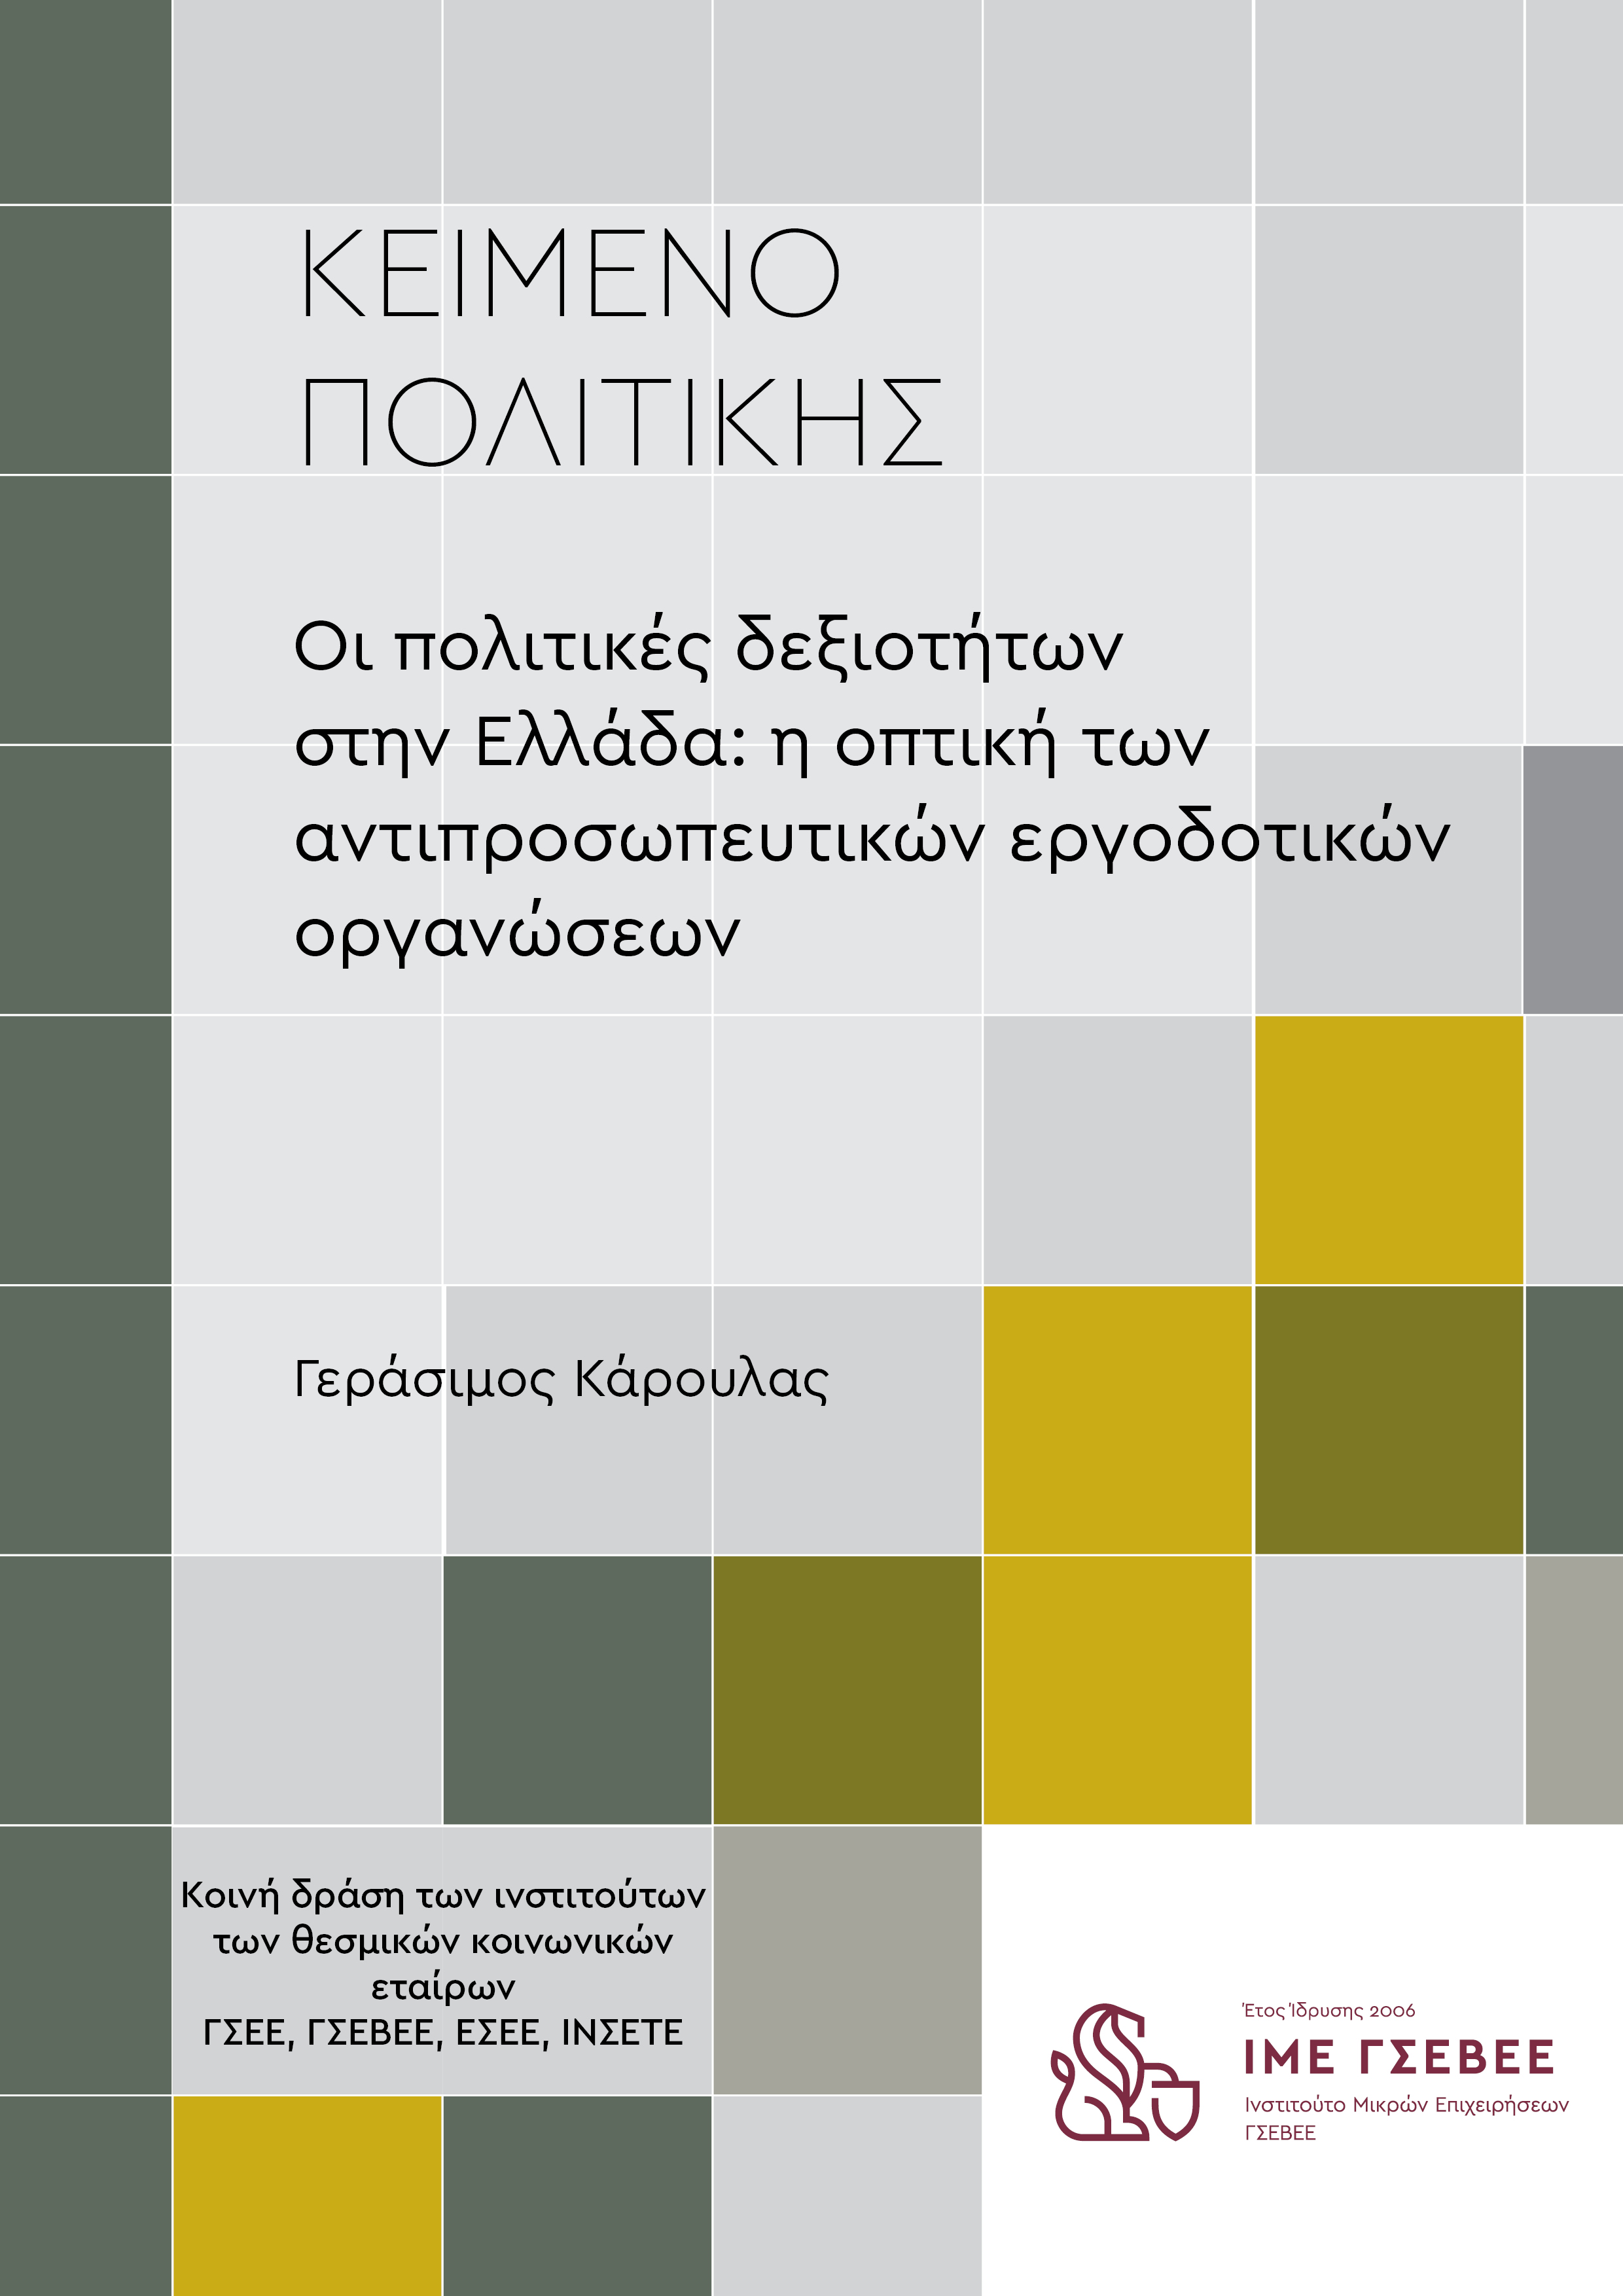 ΚΕΙΜΕΝΟ
ΠΟΛΙΤΙΚΗΣ
Οι πολιτικές δεξιοτήτων
στην Ελλάδα: η οπτική των
αντιπροσωπευτικών εργοδοτικών
οργανώσεων
Γεράσιμος Κάρουλας
Κοινή δράση των ινστιτούτων
των θεσμικών κοινωνικών
εταίρων
ΓΣΕΕ, ΓΣΕΒΕΕ, ΕΣΕΕ, ΙΝΣΕΤΕ
Έτος Ίδρυσης 2006
ΙΜΕ ΓΣΕΒΕΕ
Ινστιτούτο Μικρών Επιχειρήσεων
ΓΣΕΒΕΕ